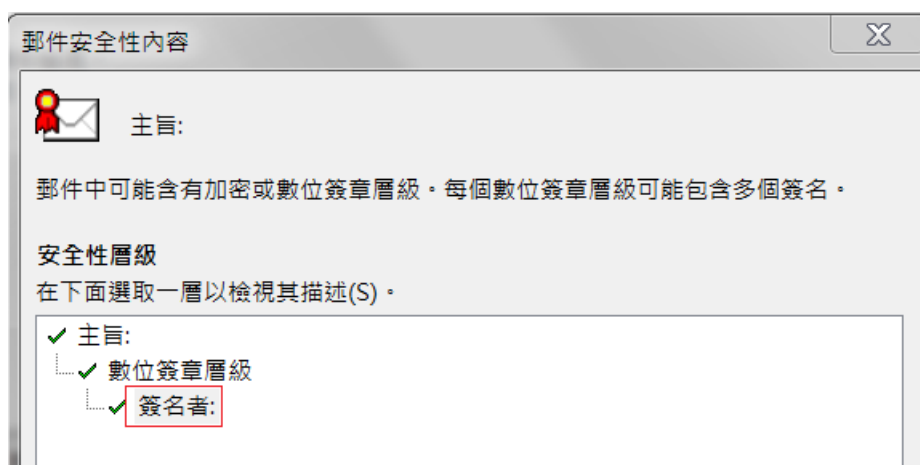 郵件安全性內容
主旨:
郵件中可能含有加密或數位簽章層級。每個數位簽章層級可能包含多個簽名。
安全性層級
在下面選取一層以檢視其描述(S)。
主旨:
數位簽章層級
簽名者: